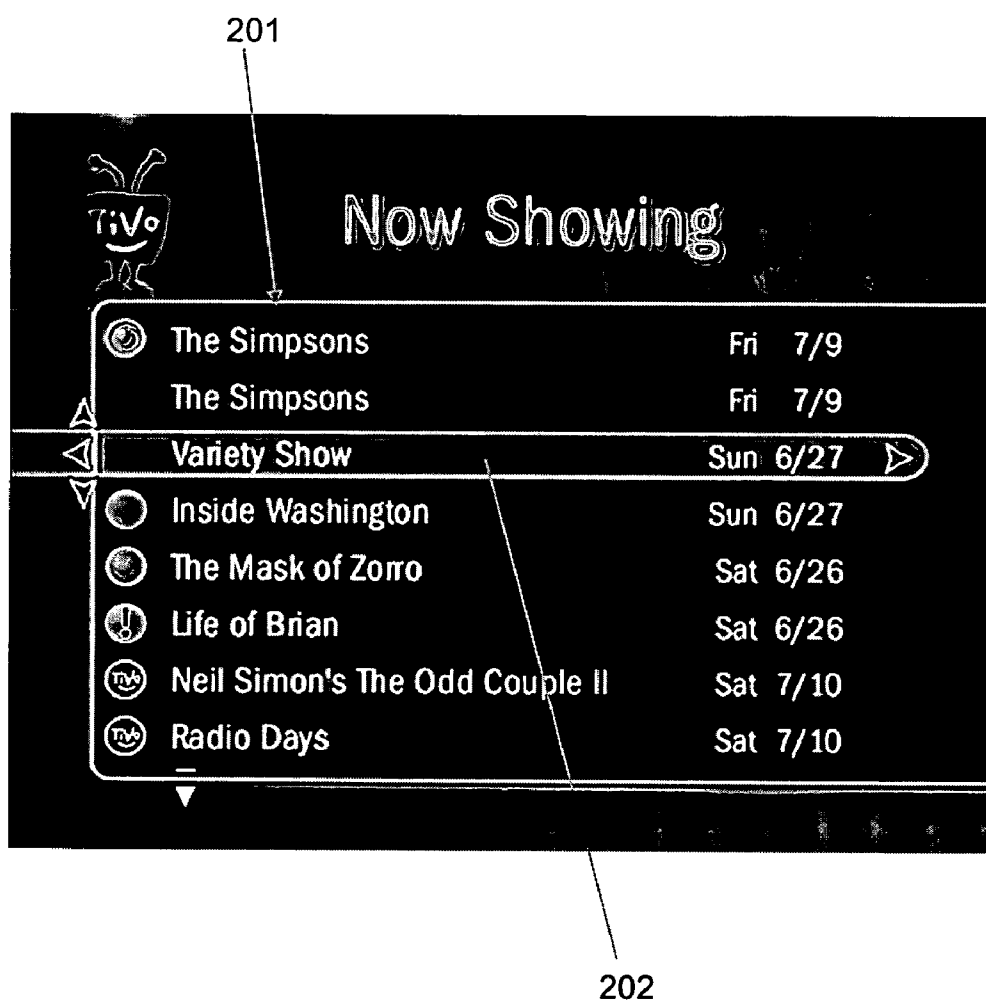 201
TiVo
Now Showing
The Simpsons Fri 7/9
The Simpsons Fri 7/9
Variety Show Sun 6/27
Inside Washington Sun 6/27
The Mask of Zorro Sat 6/26
! Life of Brian Sat 6/26
TiVo Neil Simon's The Odd Couple II Sat 7/10
TiVo Radio Days Sat 7/10
202